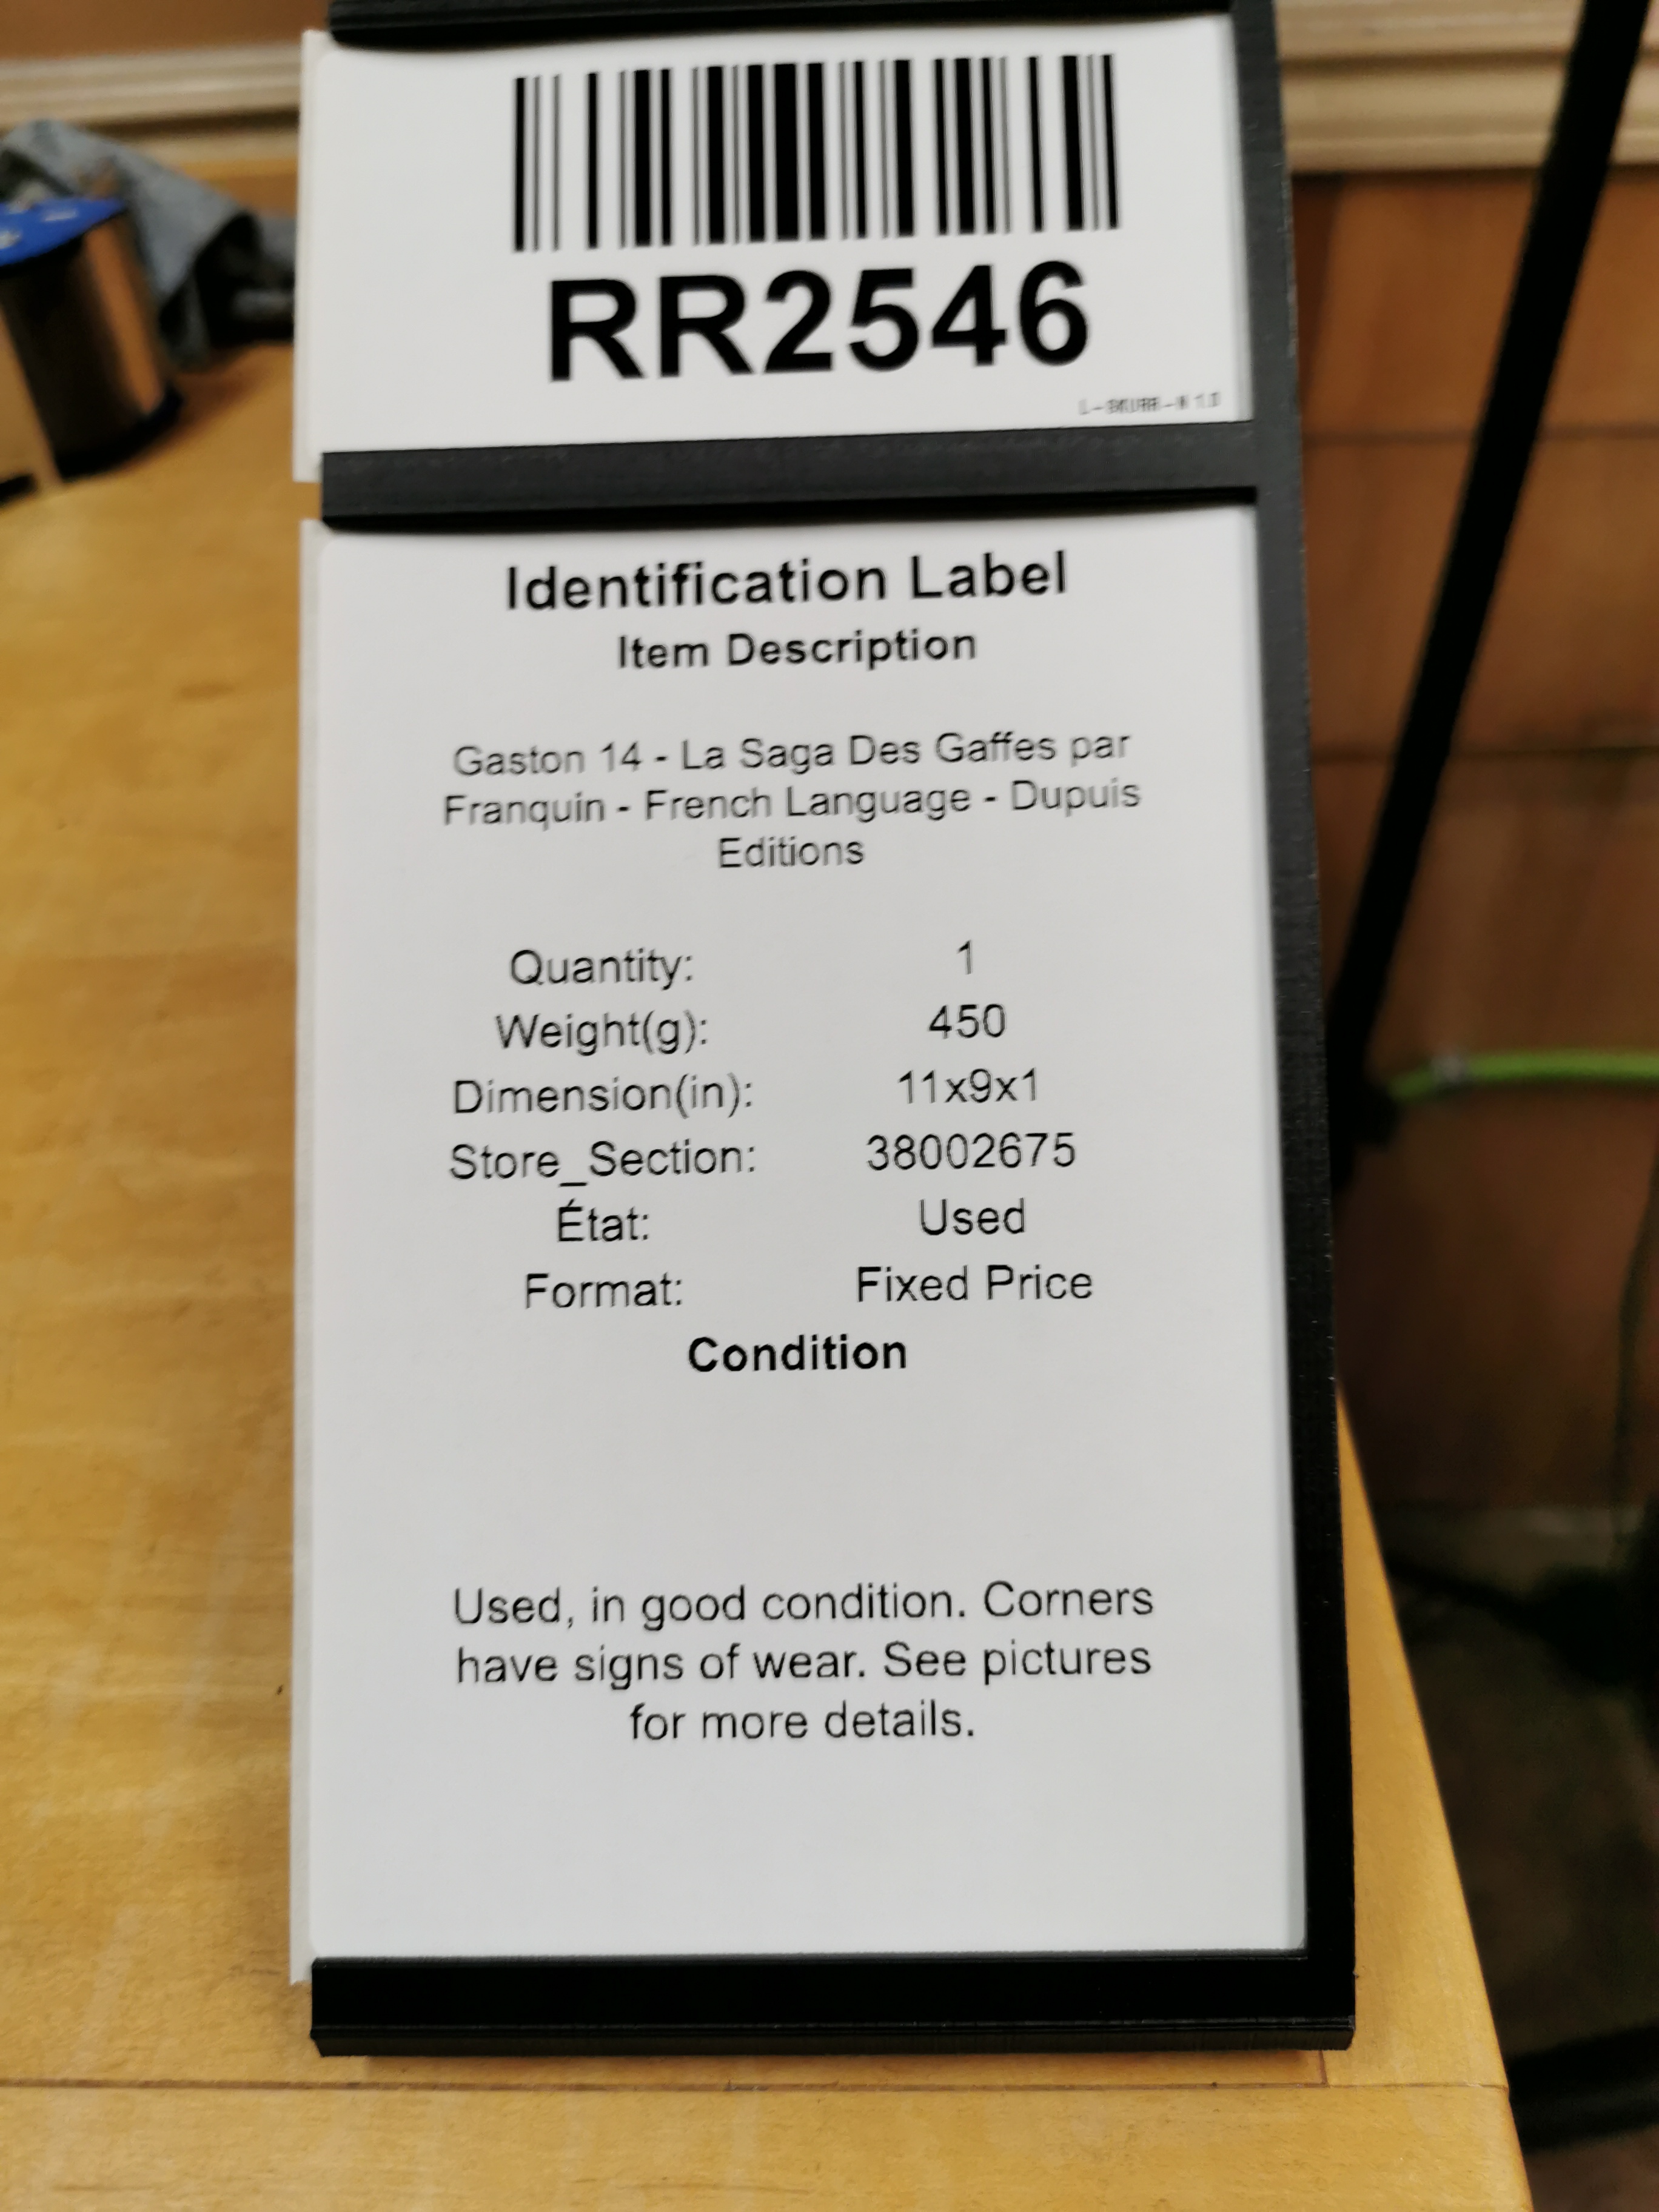 RR2546
Identification Label
Item Description
Gaston 14 - La Saga Des Gaffes par
Franquin - French Language - Dupuis
Editions
Quantity: 1
Weight(g): 450
Dimension(in): 11x9x1
Store_Section: 38002675
État: Used
Format: Fixed Price
Condition
Used, in good condition. Corners
have signs of wear. See pictures
for more details.